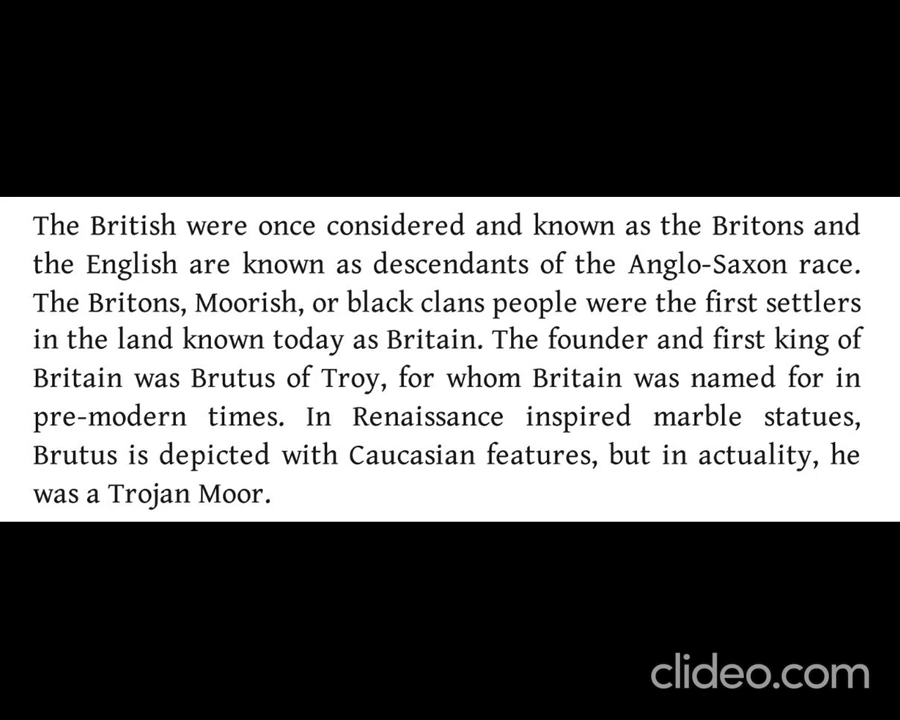 The British were once considered and known as the Britons and
the English are known as descendants of the Anglo-Saxon race.
The Britons, Moorish, or black clans people were the first settlers
in the land known today as Britain. The founder and first king of
Britain was Brutus of Troy, for whom Britain was named for in
pre-modern times. In Renaissance inspired marble statues,
Brutus is depicted with Caucasian features, but in actuality, he
was a Trojan Moor.
clideo.com